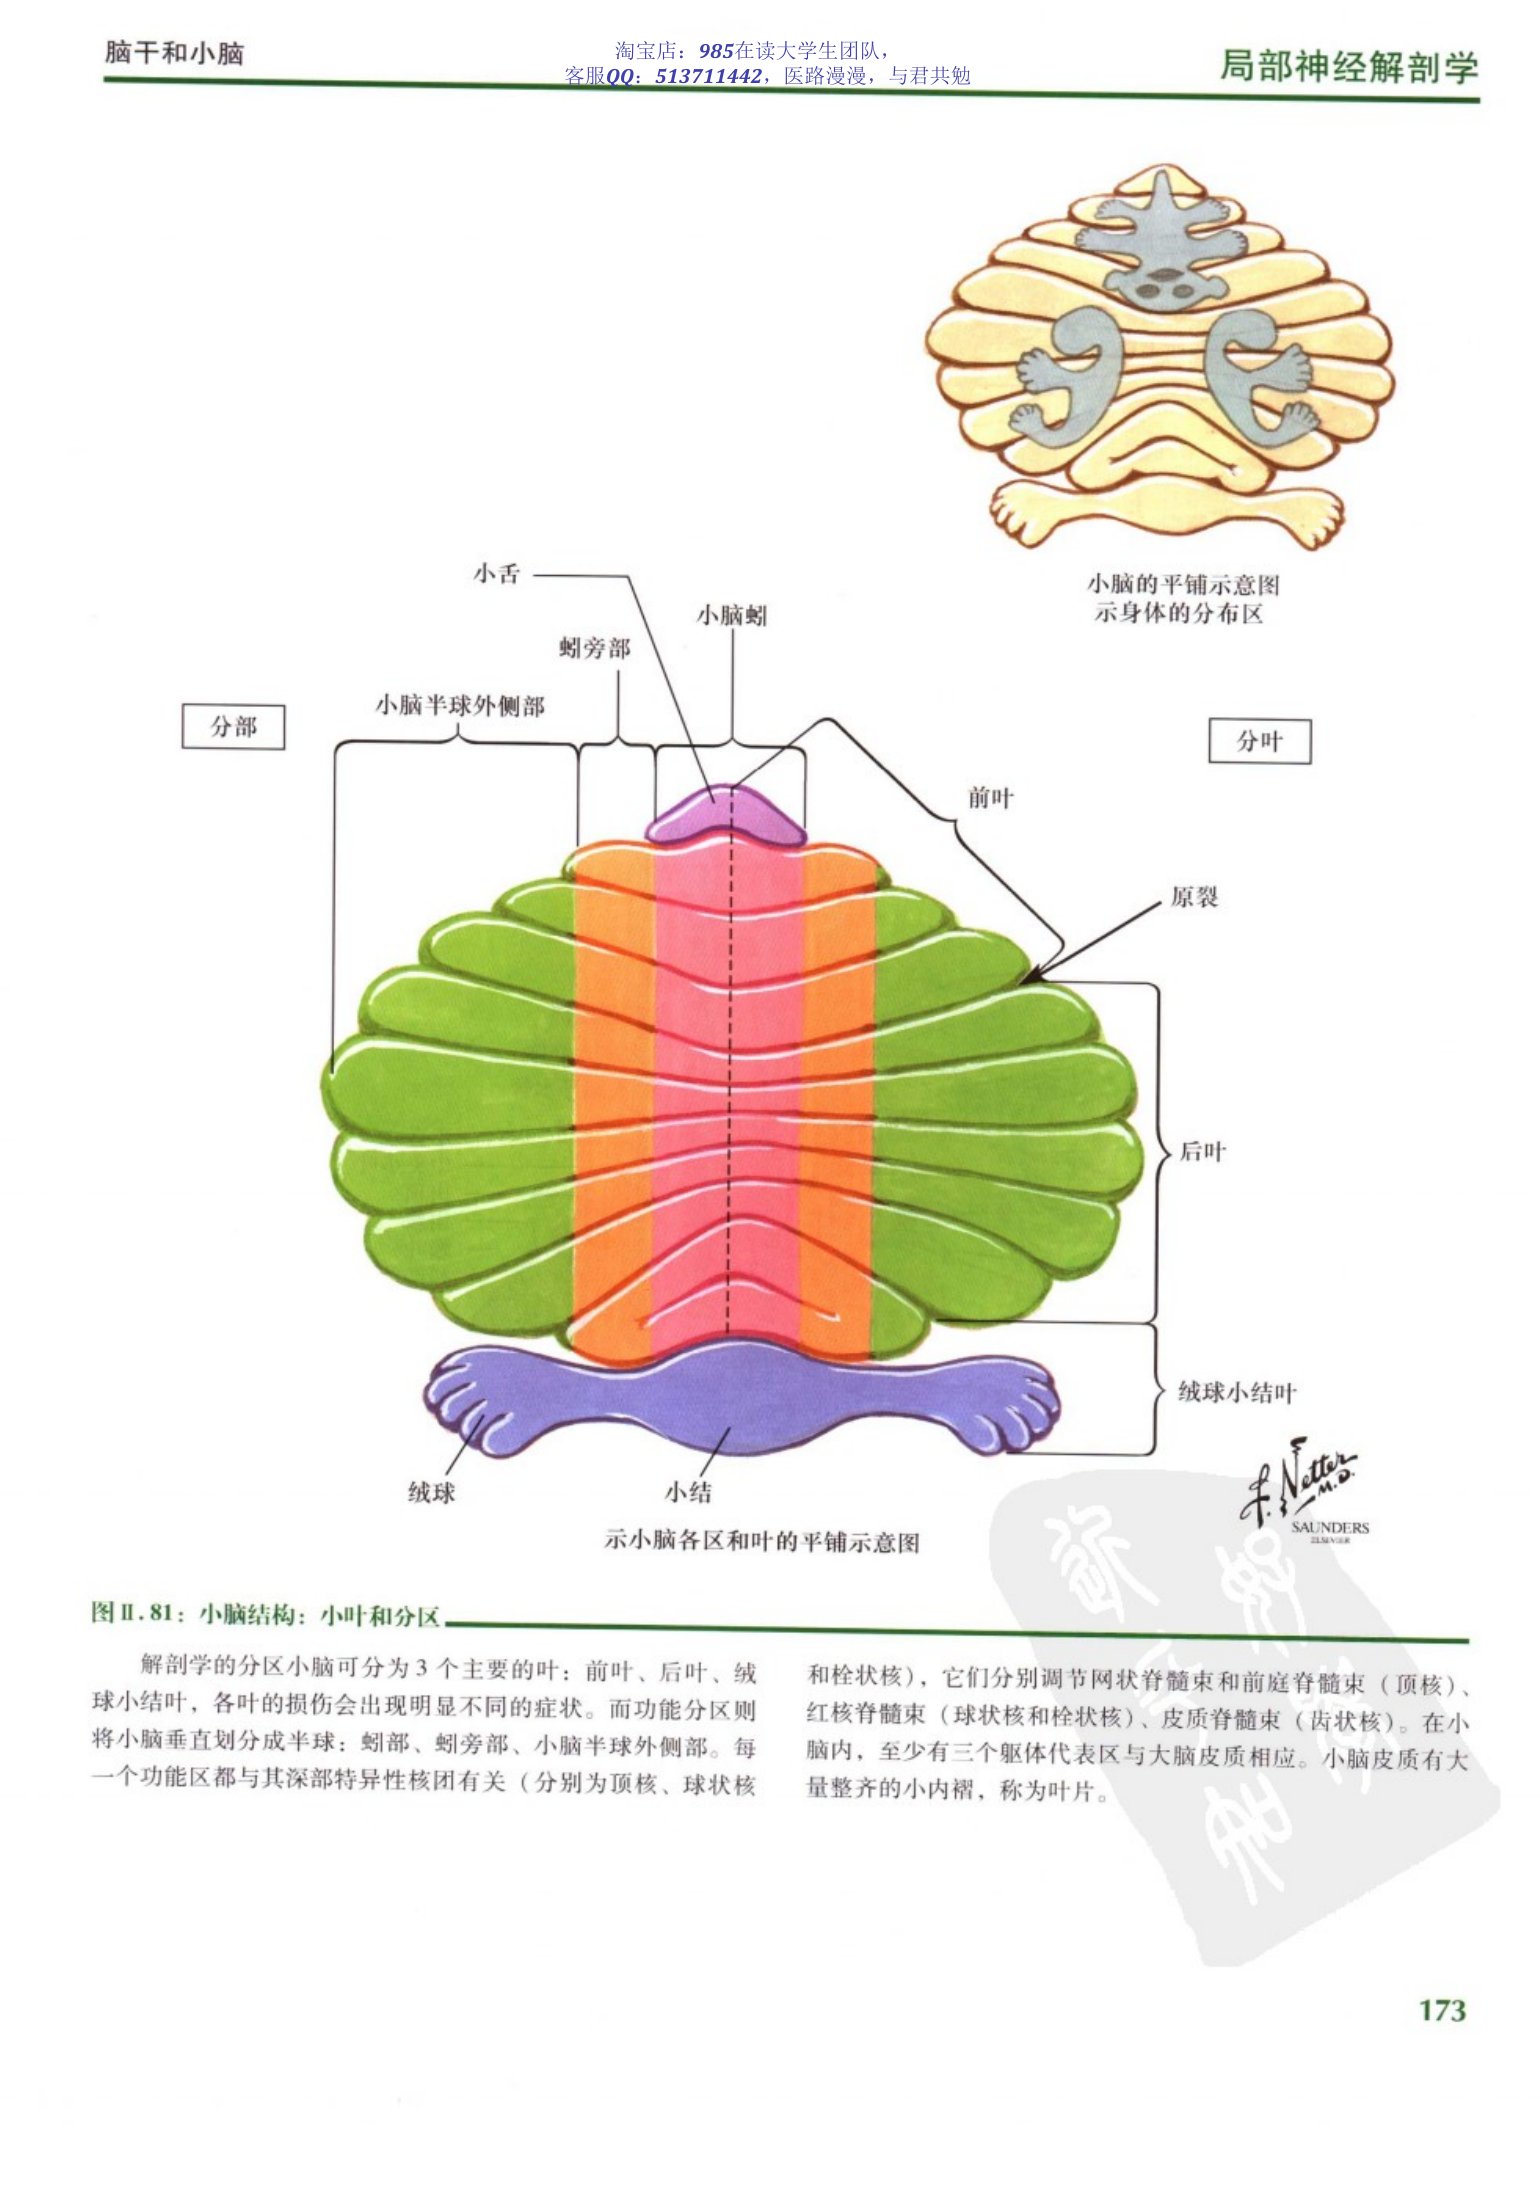 脑干和小脑
淘宝店：985在读大学生团队，
客服QQ：513711442，医路漫漫，与君共勉
局部神经解剖学
小脑的平铺示意图
示身体的分布区
小舌
小脑蚓
蚓旁部
小脑半球外侧部
分部
分叶
前叶
原裂
后叶
绒球小结叶
绒球
小结
F. Netter
M.D.
SAUNDERS
ELSEVIER
示小脑各区和叶的平铺示意图
图Ⅱ.81：小脑结构：小叶和分区
解剖学的分区小脑可分为 3 个主要的叶：前叶、后叶、绒
球小结叶，各叶的损伤会出现明显不同的症状。而功能分区则
将小脑垂直划分成半球：蚓部、蚓旁部、小脑半球外侧部。每
一个功能区都与其深部特异性核团有关（分别为顶核、球状核
和栓状核），它们分别调节网状脊髓束和前庭脊髓束（顶核）、
红核脊髓束（球状核和栓状核）、皮质脊髓束（齿状核）。在小
脑内，至少有三个躯体代表区与大脑皮质相应。小脑皮质有大
量整齐的小内褶，称为叶片。
173